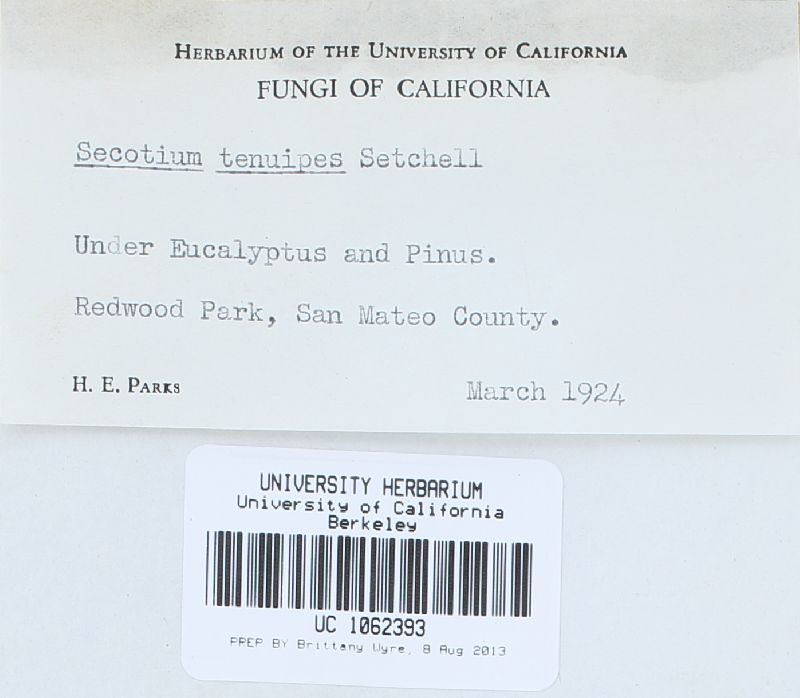 HERBARIUM OF THE UNIVERSITY OF CALIFORNIA
FUNGI OF CALIFORNIA
Secotium tenuipes Setchell
Under Eucalyptus and Pinus.
Redwood Park, San Mateo County.
H. E. PARKS March 1924
UNIVERSITY HERBARIUM
University of California
Berkeley
UC 1062393
PREP BY Brittany Wyre, 8 Aug 2013